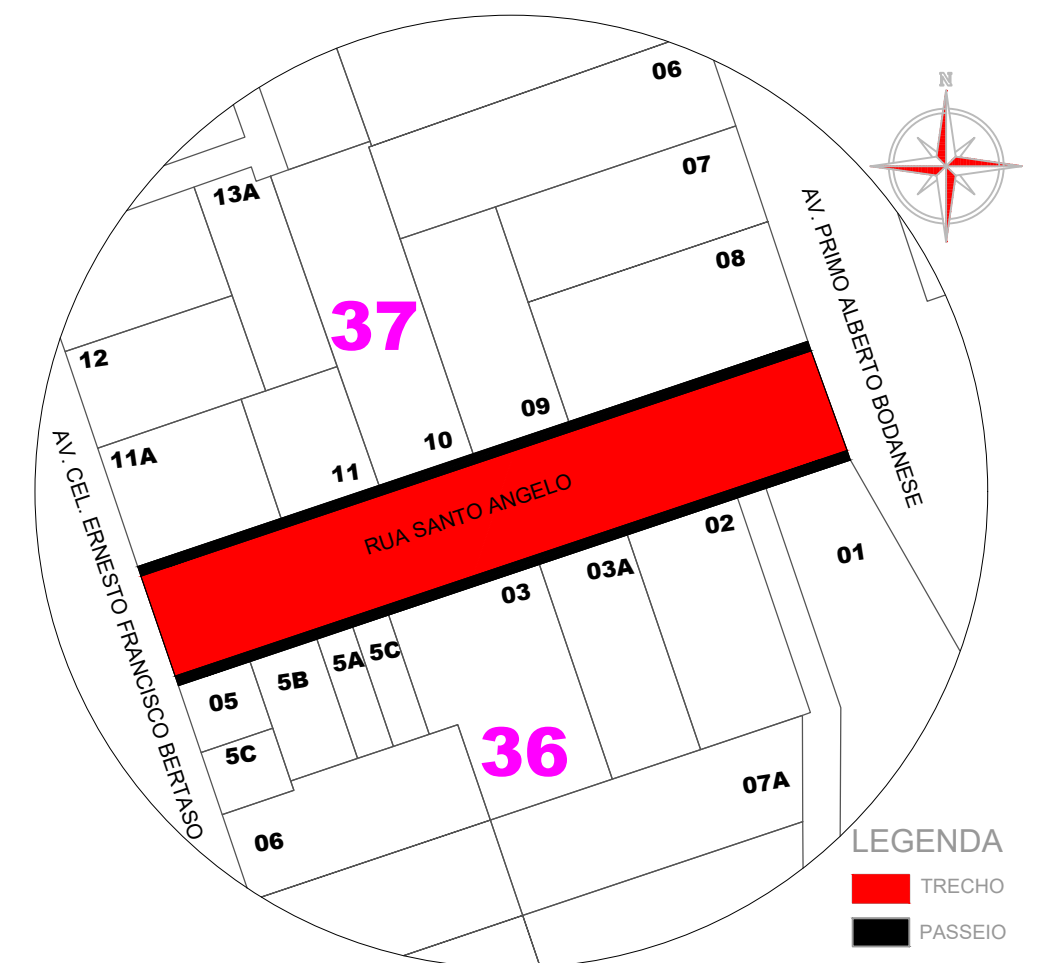 06
N
07
13A
AV. PRIMO ALBERTO BODANESE
08
37
12
09
10
11A
11
AV. CEL. ERNESTO FRANCISCO BERTASO
RUA SANTO ANGELO
02
01
03A
03
5C
5A
5B
05
5C
36
07A
06
LEGENDA
TRECHO
PASSEIO